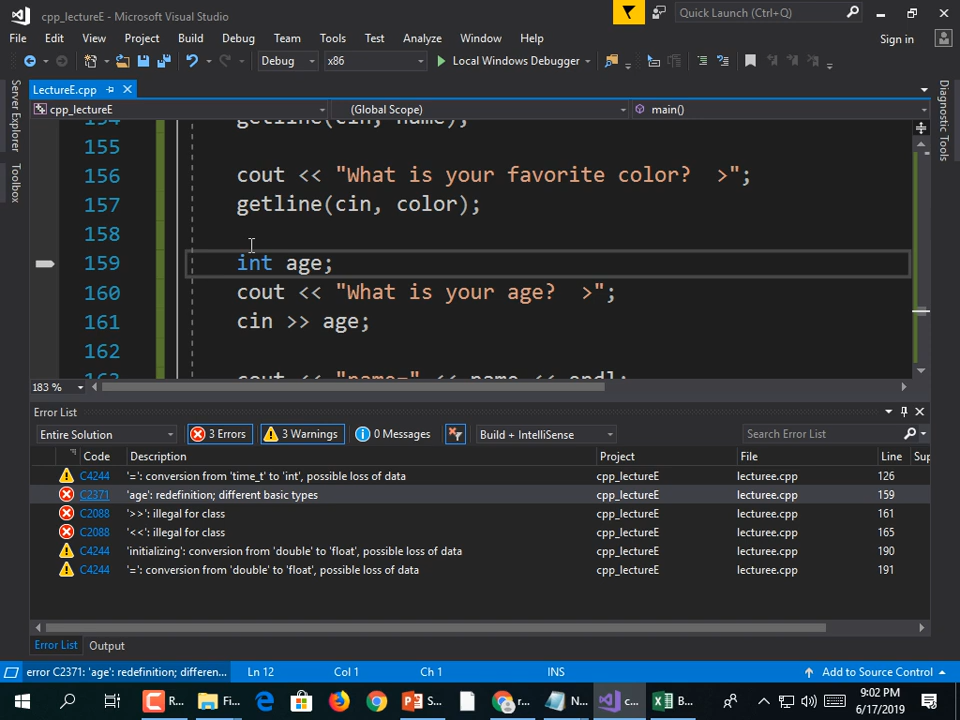 cpp_lectureE - Microsoft Visual Studio
Quick Launch (Ctrl+Q)
File Edit View Project Build Debug Team Tools Test Analyze Window Help Sign in
Debug x86 Local Windows Debugger
LectureE.cpp
cpp_lectureE (Global Scope) main()
Server Explorer
Toolbox
Diagnostic Tools
154 getline(cin, name);
155
156 cout << "What is your favorite color?  >";
157 getline(cin, color);
158
159 int age;
160 cout << "What is your age?  >";
161 cin >> age;
162
163 cout << "name=" << name << endl;
183 %
Error List
Entire Solution 3 Errors 3 Warnings 0 Messages Build + IntelliSense Search Error List
Code Description Project File Line Sup
C4244 '=': conversion from 'time_t' to 'int', possible loss of data cpp_lectureE lecturee.cpp 126
C2371 'age': redefinition; different basic types cpp_lectureE lecturee.cpp 159
C2088 '>>': illegal for class cpp_lectureE lecturee.cpp 161
C2088 '<<': illegal for class cpp_lectureE lecturee.cpp 165
C4244 'initializing': conversion from 'double' to 'float', possible loss of data cpp_lectureE lecturee.cpp 190
C4244 '=': conversion from 'double' to 'float', possible loss of data cpp_lectureE lecturee.cpp 191
Error List Output
error C2371: 'age': redefinition; differen... Ln 12 Col 1 Ch 1 INS Add to Source Control
R... Fi... S... r... N... c... B...
9:02 PM
6/17/2019